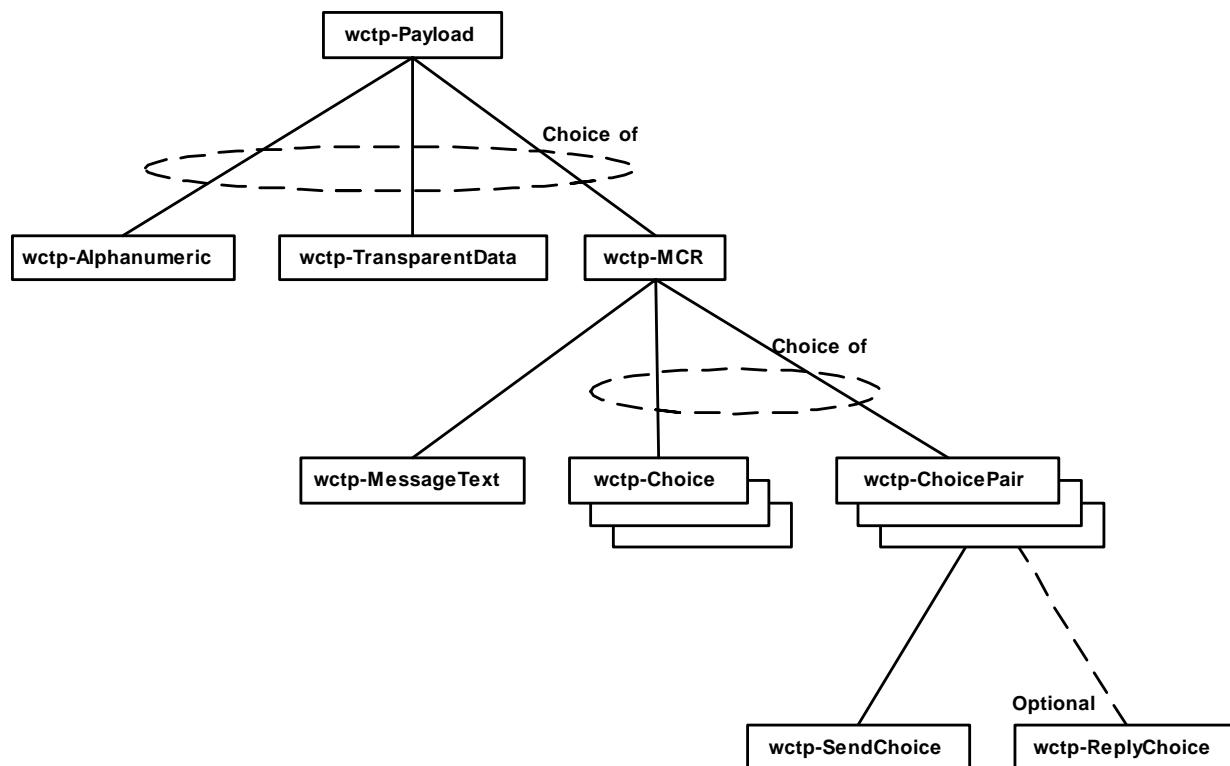 wctp-Payload
Choice of
wctp-Alphanumeric
wctp-TransparentData
wctp-MCR
Choice of
wctp-MessageText
wctp-Choice
wctp-ChoicePair
Optional
wctp-SendChoice
wctp-ReplyChoice